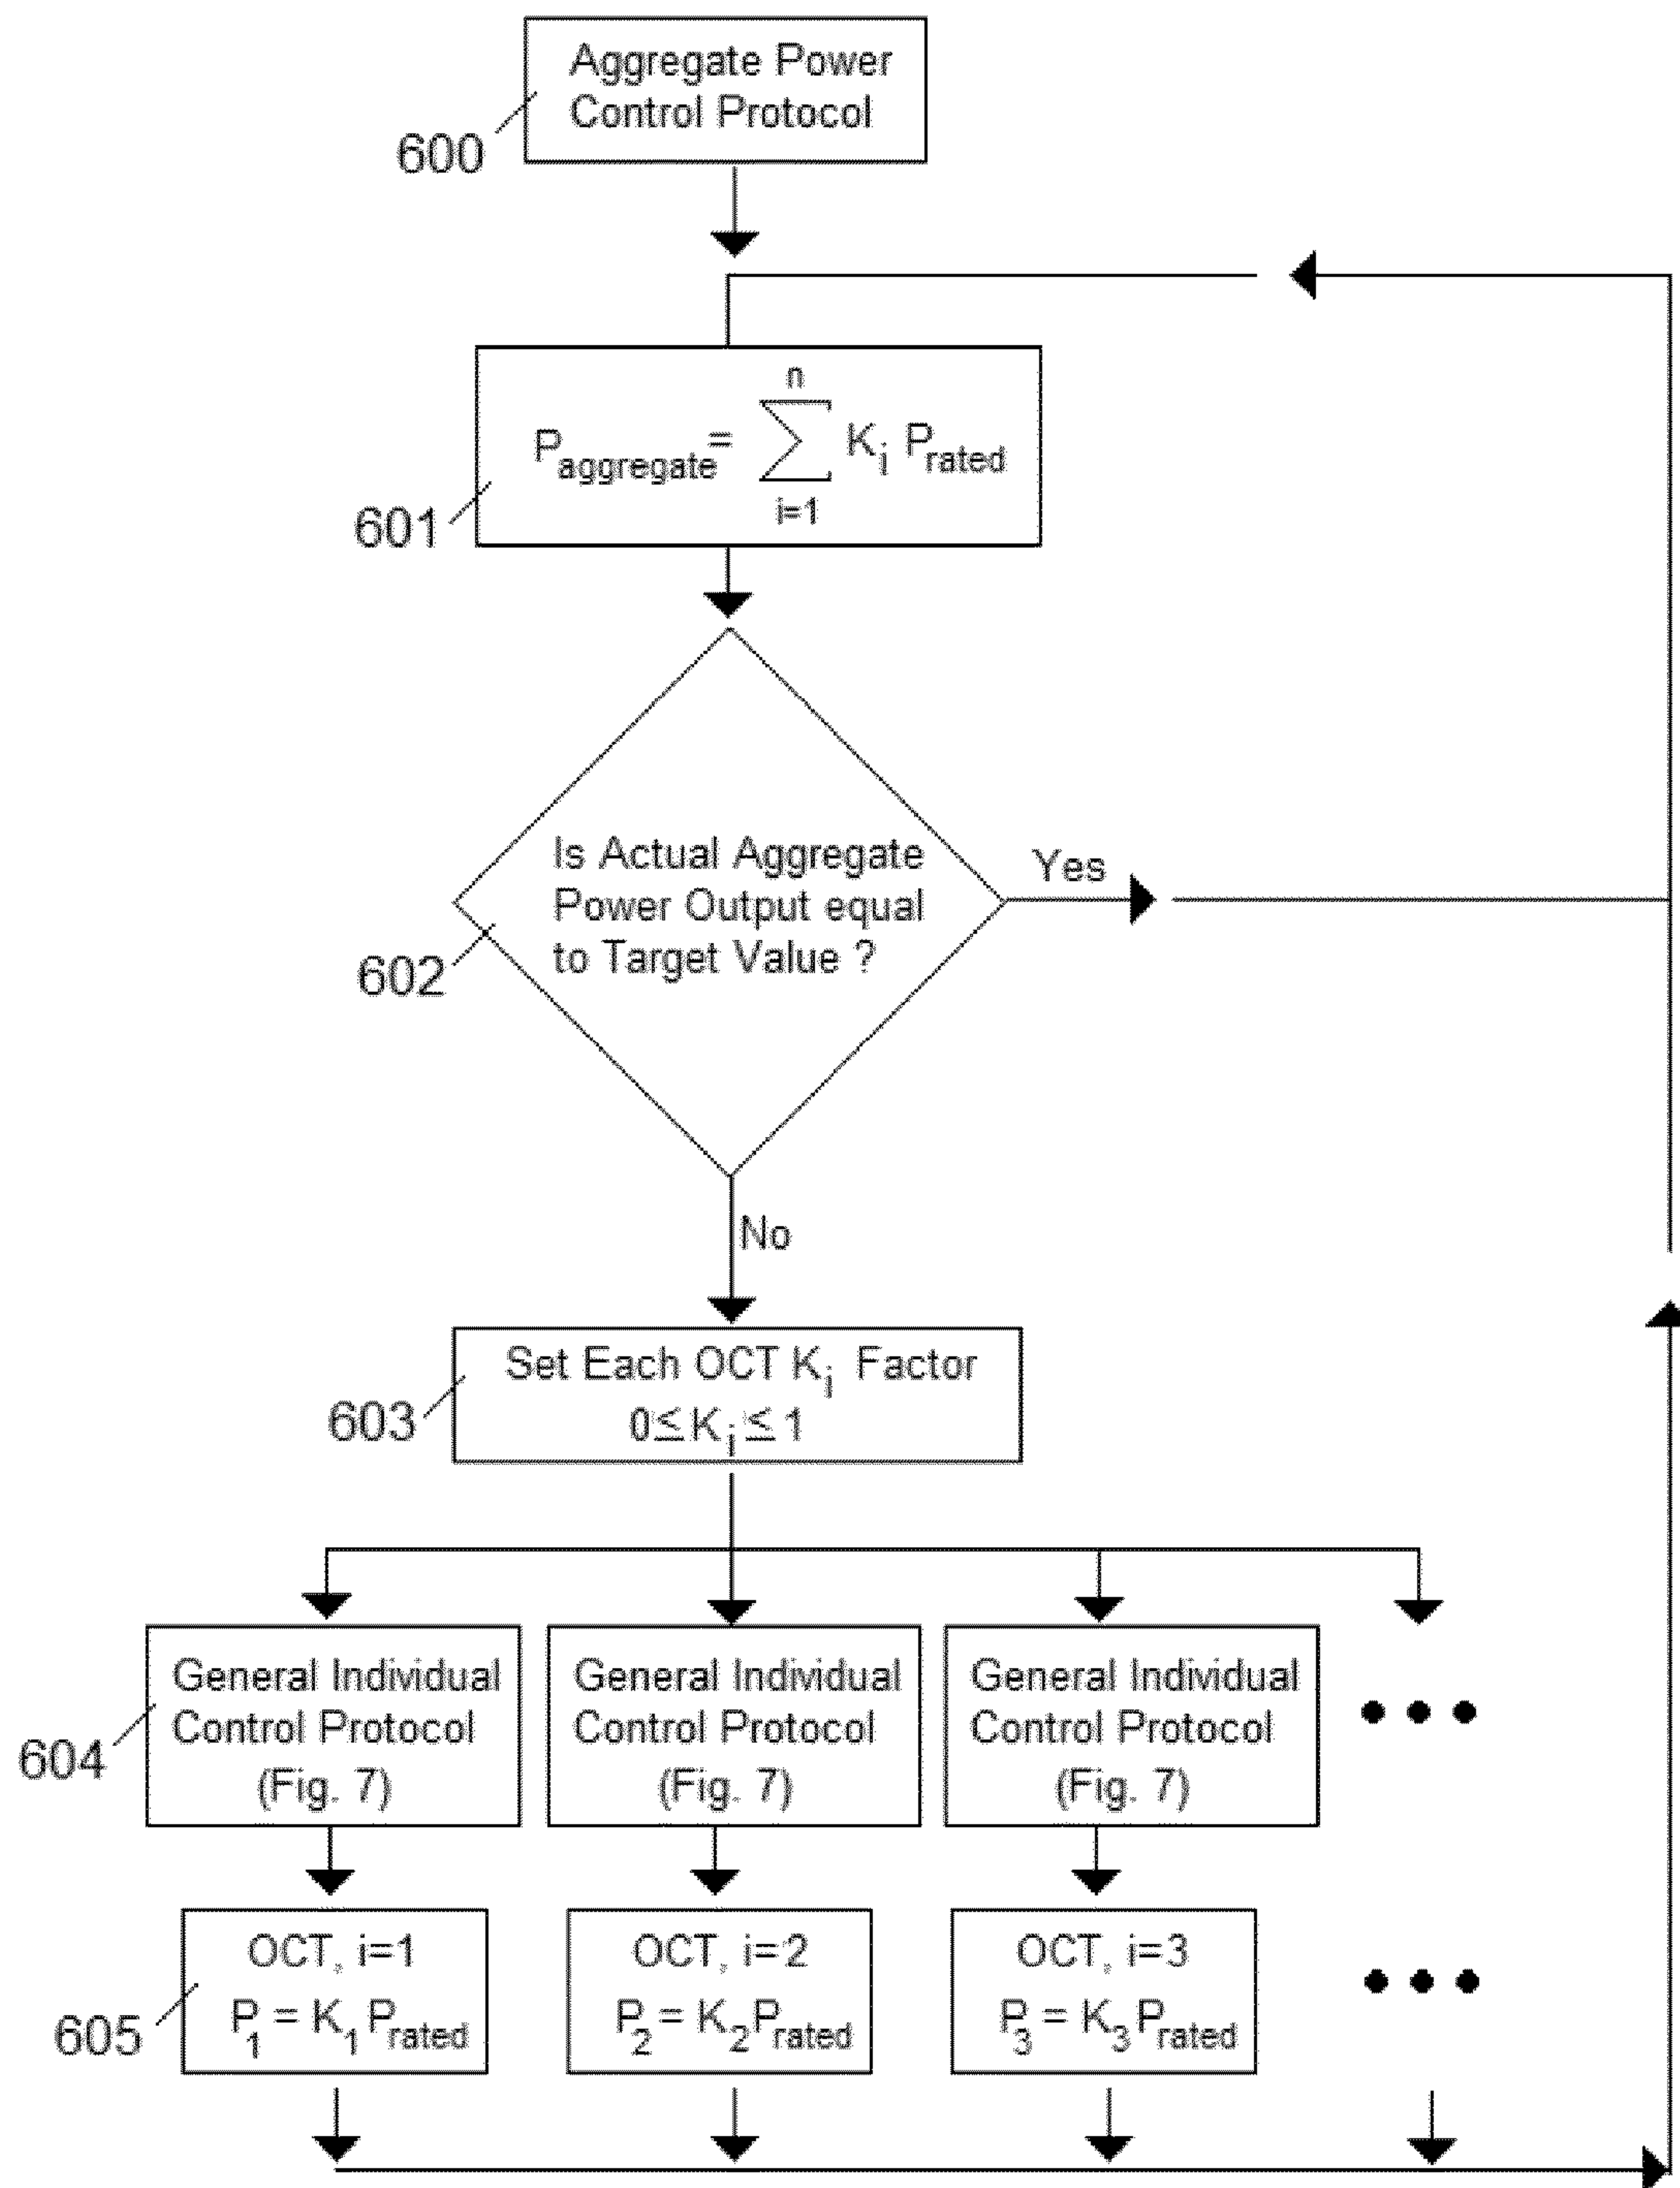 Aggregate Power
Control Protocol
600
n
P_aggregate = ∑ K_i P_rated
i=1
601
Is Actual Aggregate
Power Output equal
to Target Value ?
Yes
602
No
Set Each OCT K_i Factor
0≤K_i≤1
603
General Individual
Control Protocol
(Fig. 7)
General Individual
Control Protocol
(Fig. 7)
General Individual
Control Protocol
(Fig. 7)
604
OCT, i=1
P_1 = K_1 P_rated
OCT, i=2
P_2 = K_2 P_rated
OCT, i=3
P_3 = K_3 P_rated
605